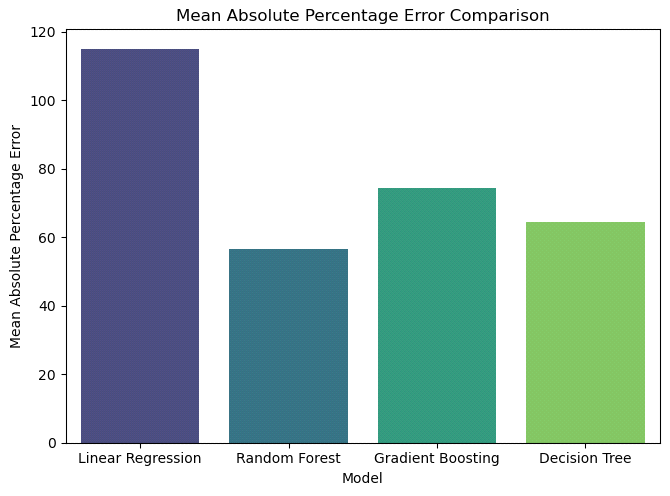 Mean Absolute Percentage Error Comparison
Mean Absolute Percentage Error
120
100
80
60
40
20
0
Linear Regression
Random Forest
Gradient Boosting
Decision Tree
Model